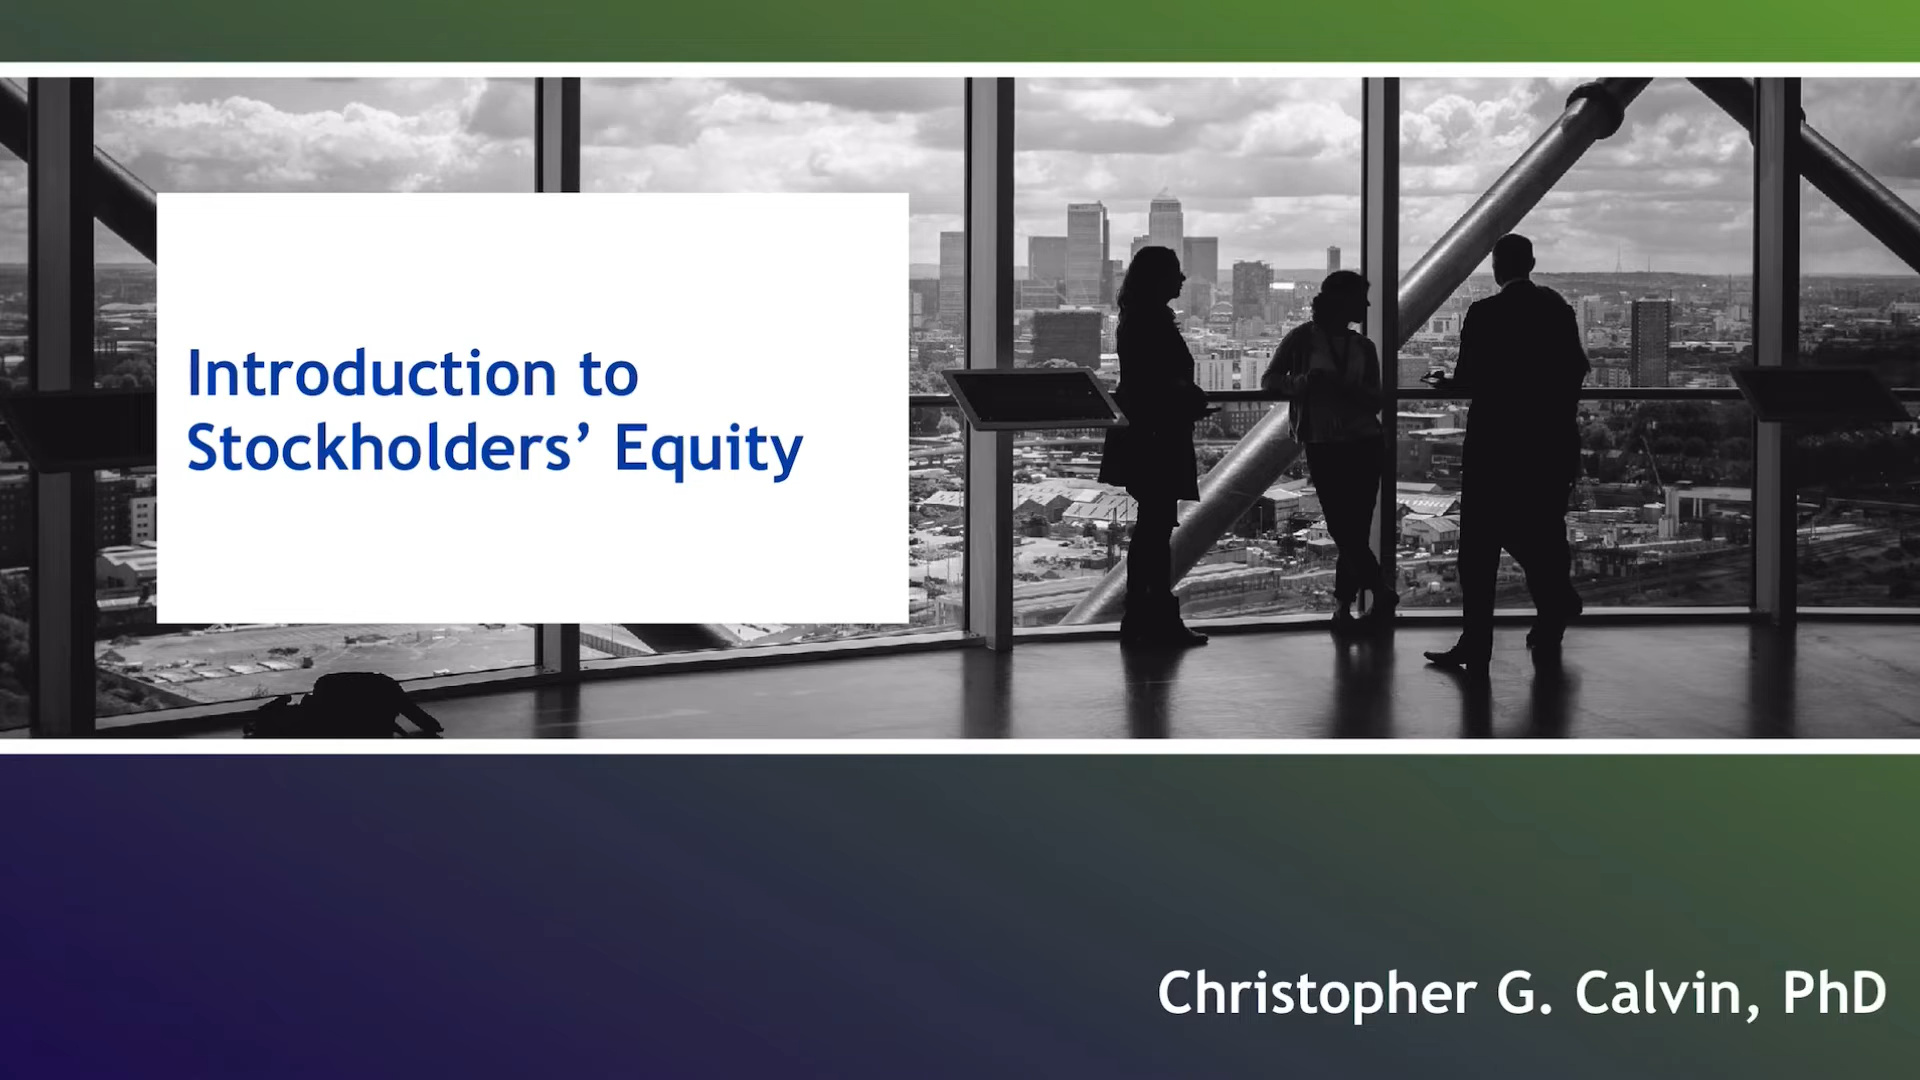 Introduction to
Stockholders’ Equity
Christopher G. Calvin, PhD